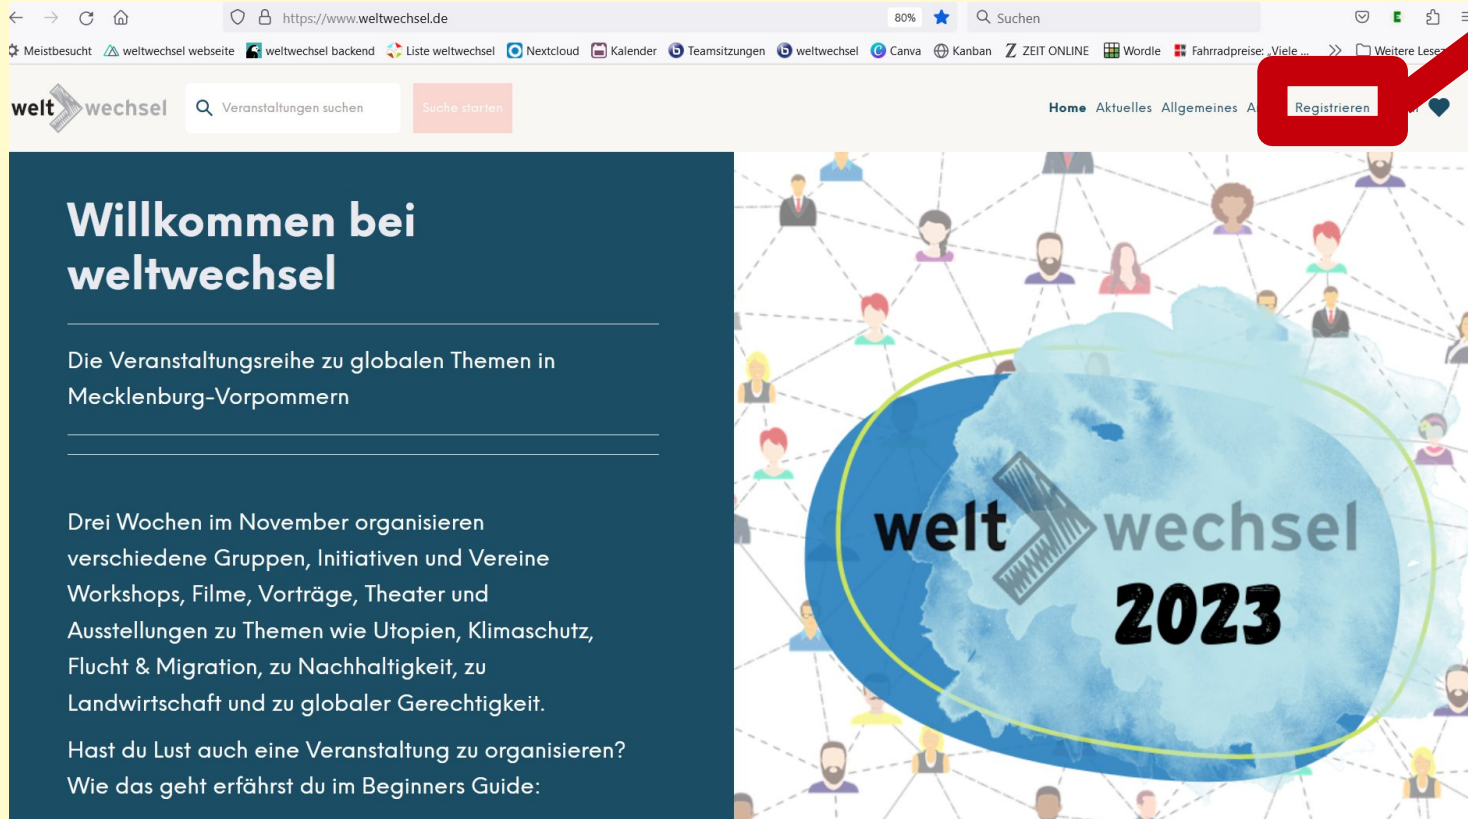 https://www.weltwechsel.de
80%
Suchen
Meistbesucht weltwechsel webseite weltwechsel backend Liste weltwechsel Nextcloud Kalender Teamsitzungen weltwechsel Canva Kanban ZEIT ONLINE Wordle Fahrradpreise: „Viele ... Weitere
welt wechsel
Veranstaltungen suchen
Suche starten
Home Aktuelles Allgemeines Registrieren
Willkommen bei
weltwechsel
Die Veranstaltungsreihe zu globalen Themen in
Mecklenburg-Vorpommern
Drei Wochen im November organisieren
verschiedene Gruppen, Initiativen und Vereine
Workshops, Filme, Vorträge, Theater und
Ausstellungen zu Themen wie Utopien, Klimaschutz,
Flucht & Migration, zu Nachhaltigkeit, zu
Landwirtschaft und zu globaler Gerechtigkeit.
Hast du Lust auch eine Veranstaltung zu organisieren?
Wie das geht erfährst du im Beginners Guide:
welt wechsel
2023